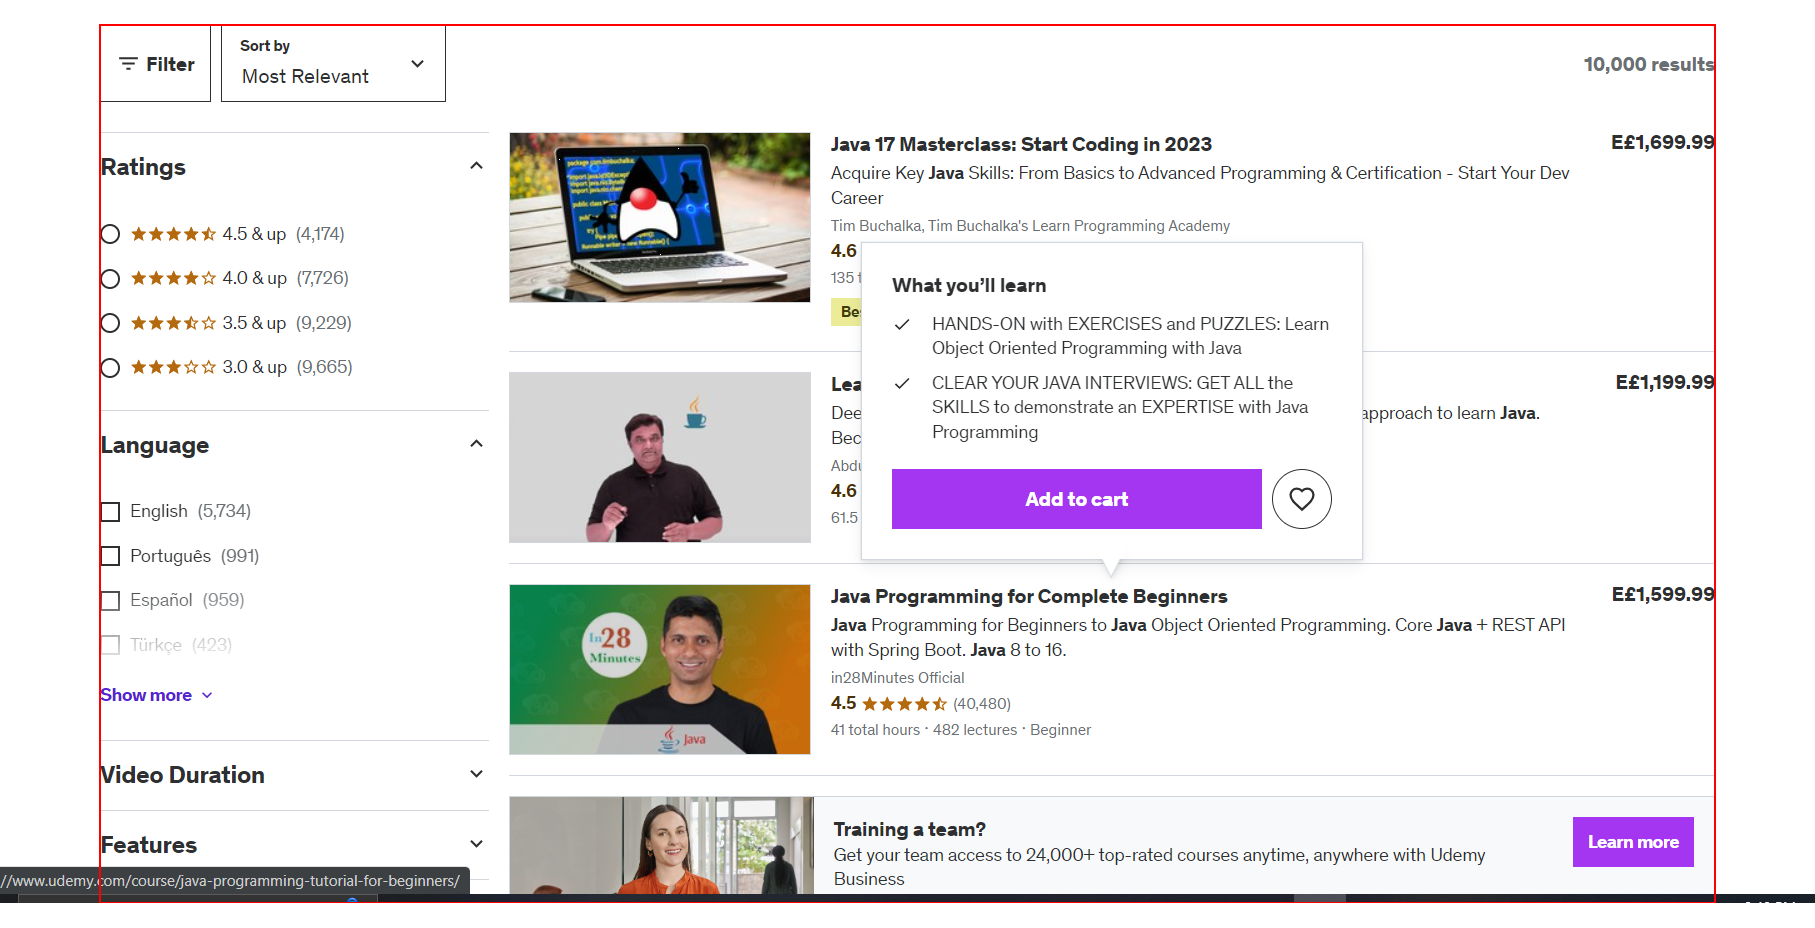 Filter
Sort by
Most Relevant
10,000 results
Ratings
4.5 & up (4,174)
4.0 & up (7,726)
3.5 & up (9,229)
3.0 & up (9,665)
Language
English (5,734)
Português (991)
Español (959)
Türkçe (423)
Show more
Video Duration
Features
//www.udemy.com/course/java-programming-tutorial-for-beginners/
Java 17 Masterclass: Start Coding in 2023
E£1,699.99
Acquire Key Java Skills: From Basics to Advanced Programming & Certification - Start Your Dev
Career
Tim Buchalka, Tim Buchalka's Learn Programming Academy
4.6
135
Bes
What you'll learn
HANDS-ON with EXERCISES and PUZZLES: Learn
Object Oriented Programming with Java
CLEAR YOUR JAVA INTERVIEWS: GET ALL the
SKILLS to demonstrate an EXPERTISE with Java
Programming
Add to cart
Lea
E£1,199.99
Dee
approach to learn Java.
Bec
Abdu
4.6
61.5
In 28
Minutes
Java
Java Programming for Complete Beginners
E£1,599.99
Java Programming for Beginners to Java Object Oriented Programming. Core Java + REST API
with Spring Boot. Java 8 to 16.
in28Minutes Official
4.5 (40,480)
41 total hours · 482 lectures · Beginner
Training a team?
Get your team access to 24,000+ top-rated courses anytime, anywhere with Udemy
Business
Learn more